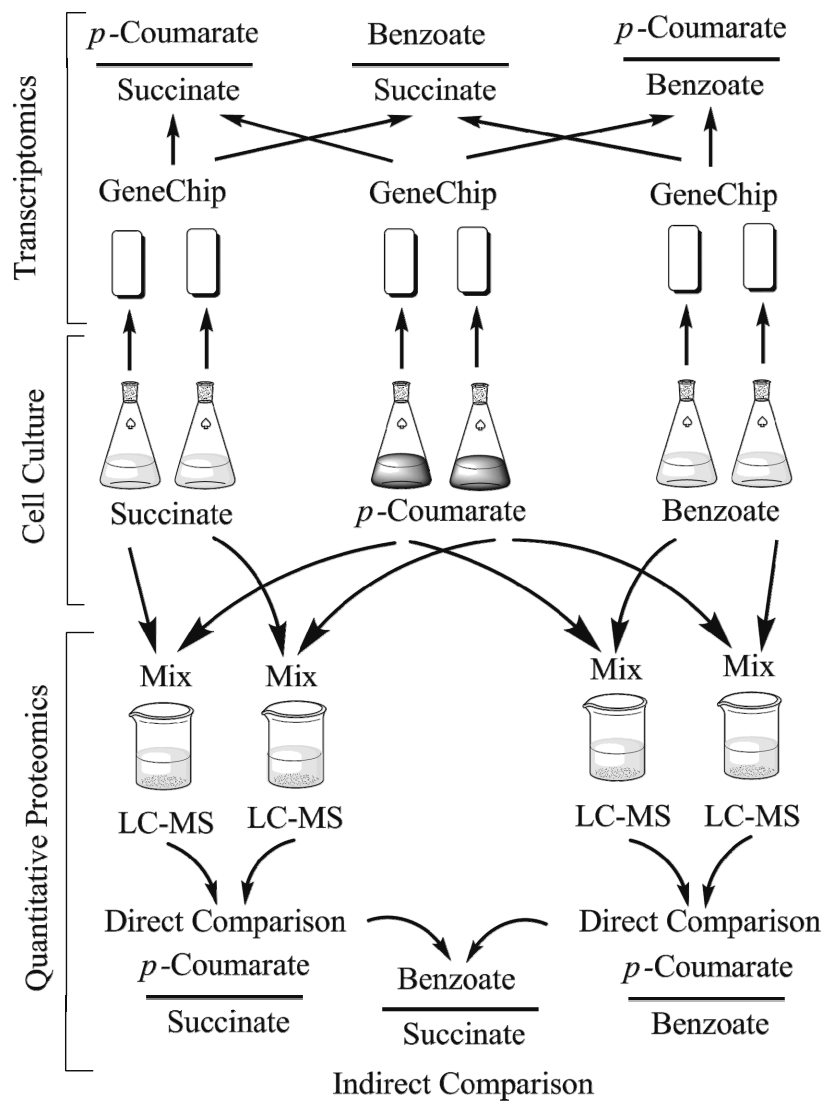 Transcriptomics
p-Coumarate
Succinate
Benzoate
Succinate
p-Coumarate
Benzoate
GeneChip
GeneChip
GeneChip
Cell Culture
Succinate
p-Coumarate
Benzoate
Quantitative Proteomics
Mix
Mix
Mix
Mix
LC-MS
LC-MS
LC-MS
LC-MS
Direct Comparison
p-Coumarate
Succinate
Benzoate
Succinate
Direct Comparison
p-Coumarate
Benzoate
Indirect Comparison